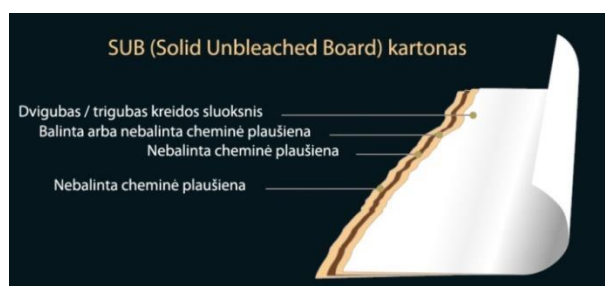 SUB (Solid Unbleached Board) kartonas
Dvigubas / trigubas kreidos sluoksnis
Balinta arba nebalinta cheminė plaušiena
Nebalinta cheminė plaušiena
Nebalinta cheminė plaušiena